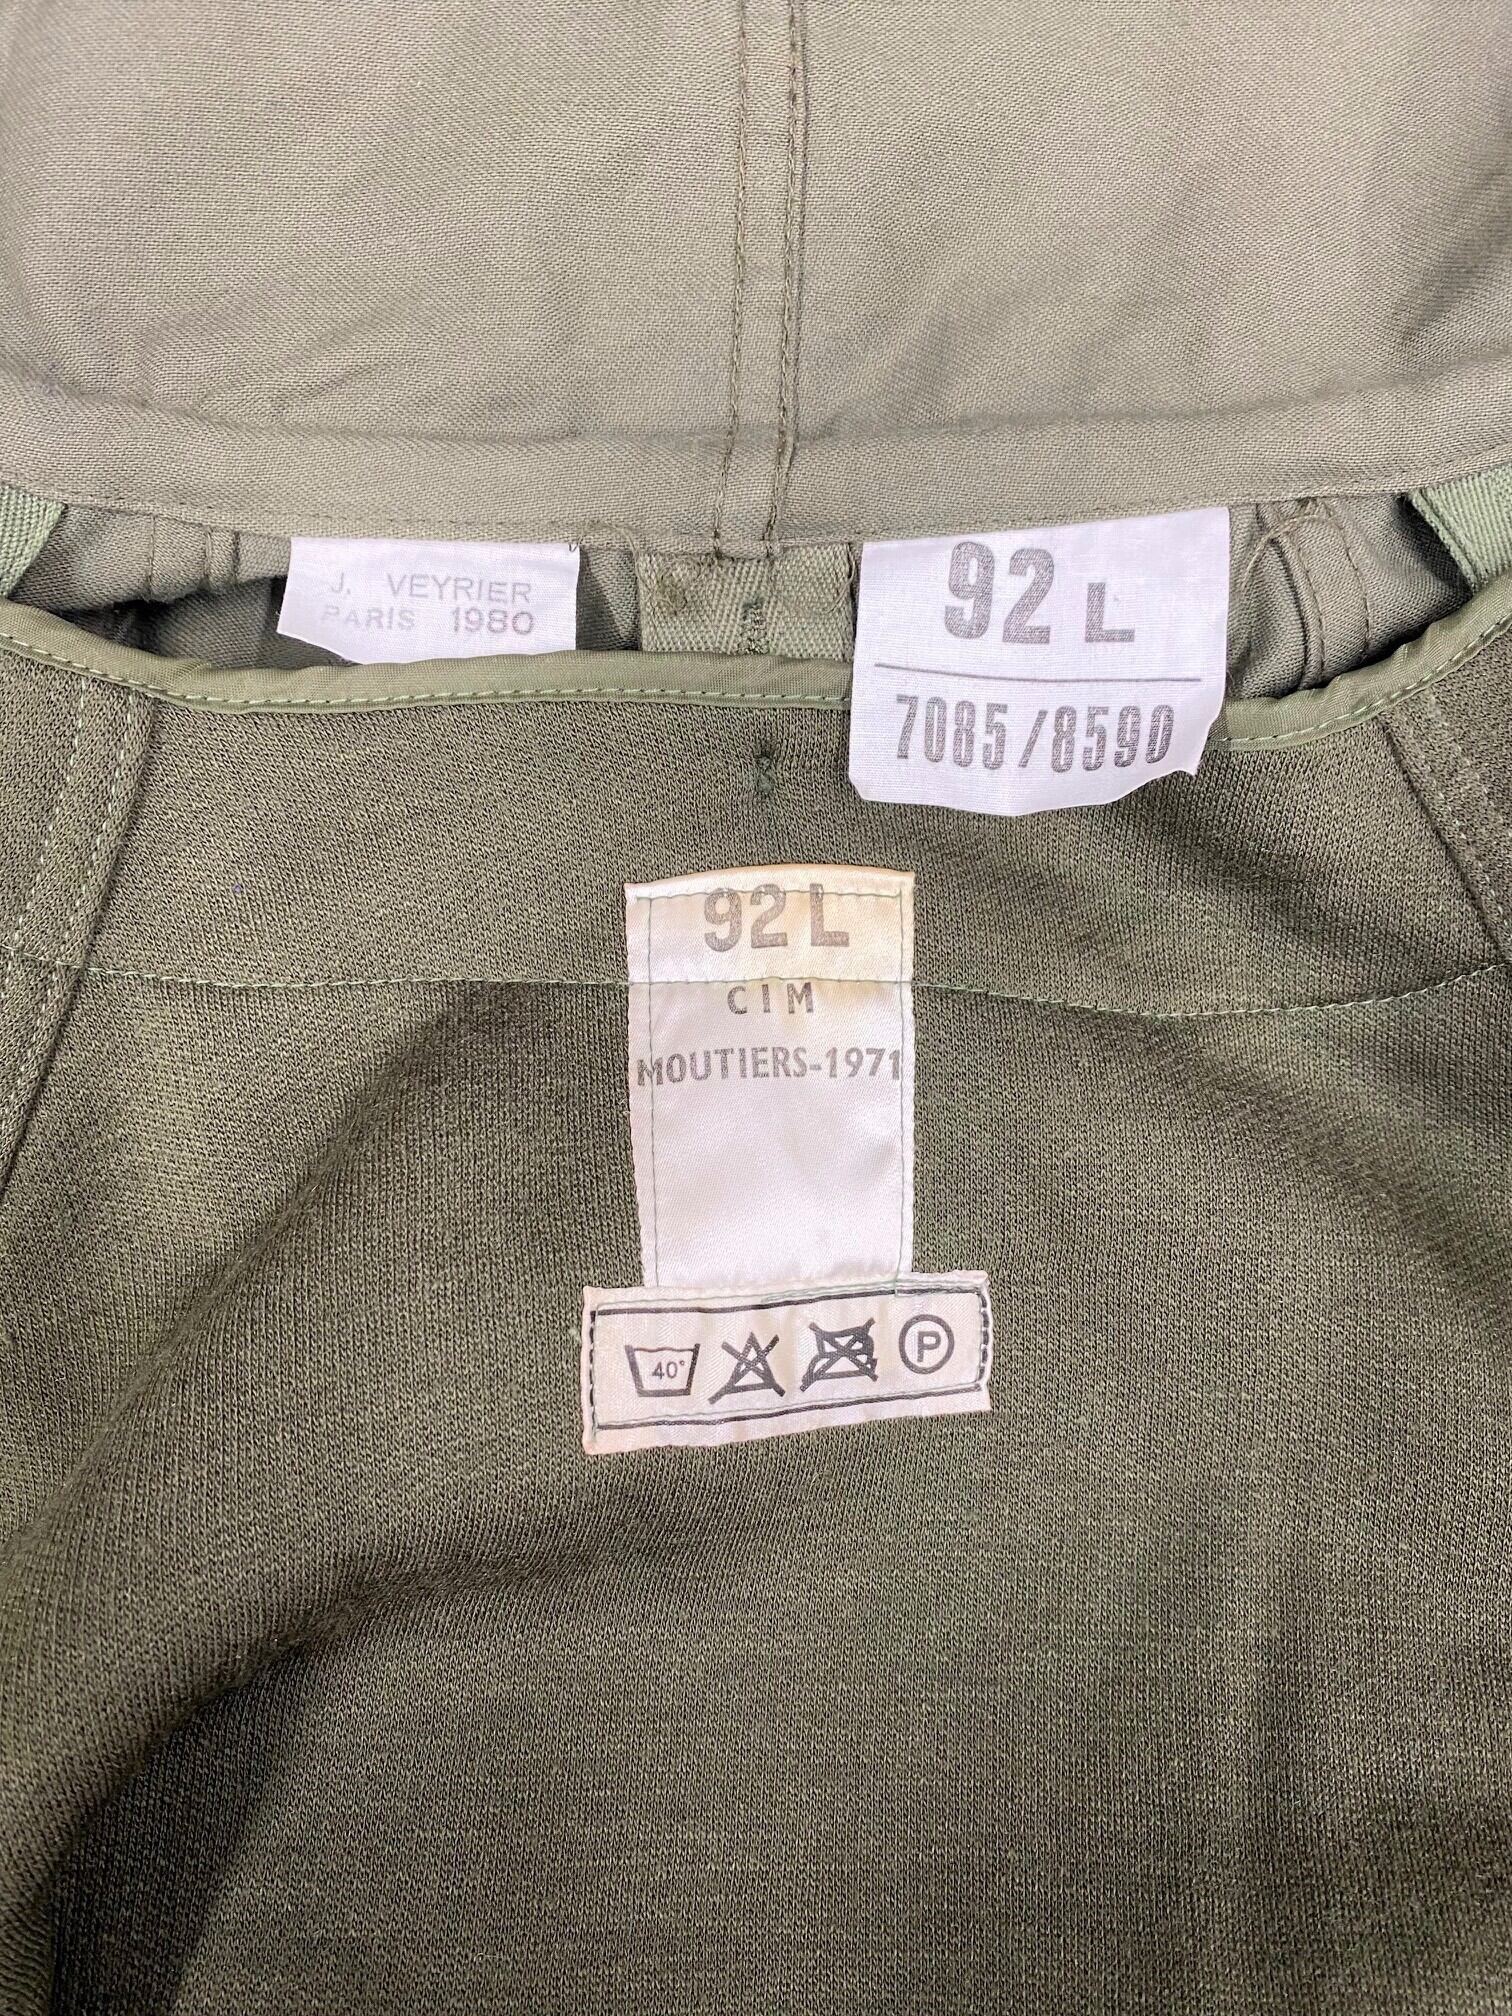 J. VEYRIER
PARIS 1980
92 L
7085/8590
92 L
CIM
MOUTIERS-1971
40°
P